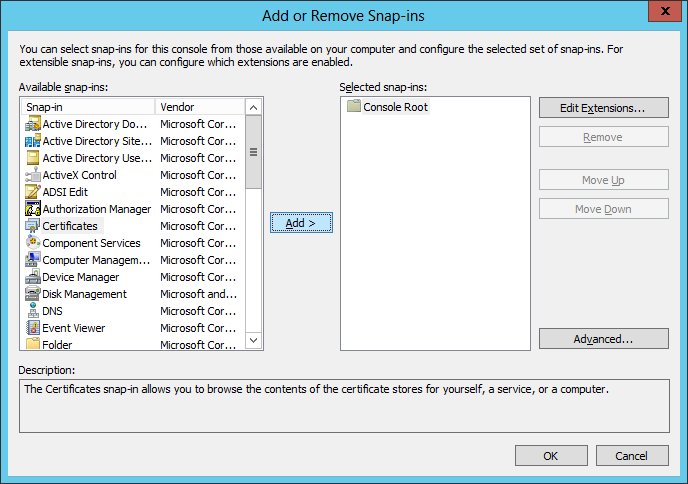 Add or Remove Snap-ins
x
You can select snap-ins for this console from those available on your computer and configure the selected set of snap-ins. For
extensible snap-ins, you can configure which extensions are enabled.
Available snap-ins:
Snap-in Vendor
Active Directory Do... Microsoft Cor...
Active Directory Site... Microsoft Cor...
Active Directory Use... Microsoft Cor...
ActiveX Control Microsoft Cor...
ADSI Edit Microsoft Cor...
Authorization Manager Microsoft Cor...
Certificates Microsoft Cor...
Component Services Microsoft Cor...
Computer Managem... Microsoft Cor...
Device Manager Microsoft Cor...
Disk Management Microsoft and...
DNS Microsoft Cor...
Event Viewer Microsoft Cor...
Folder Microsoft Cor...
Add >
Selected snap-ins:
Console Root
Edit Extensions...
Remove
Move Up
Move Down
Advanced...
Description:
The Certificates snap-in allows you to browse the contents of the certificate stores for yourself, a service, or a computer.
OK Cancel